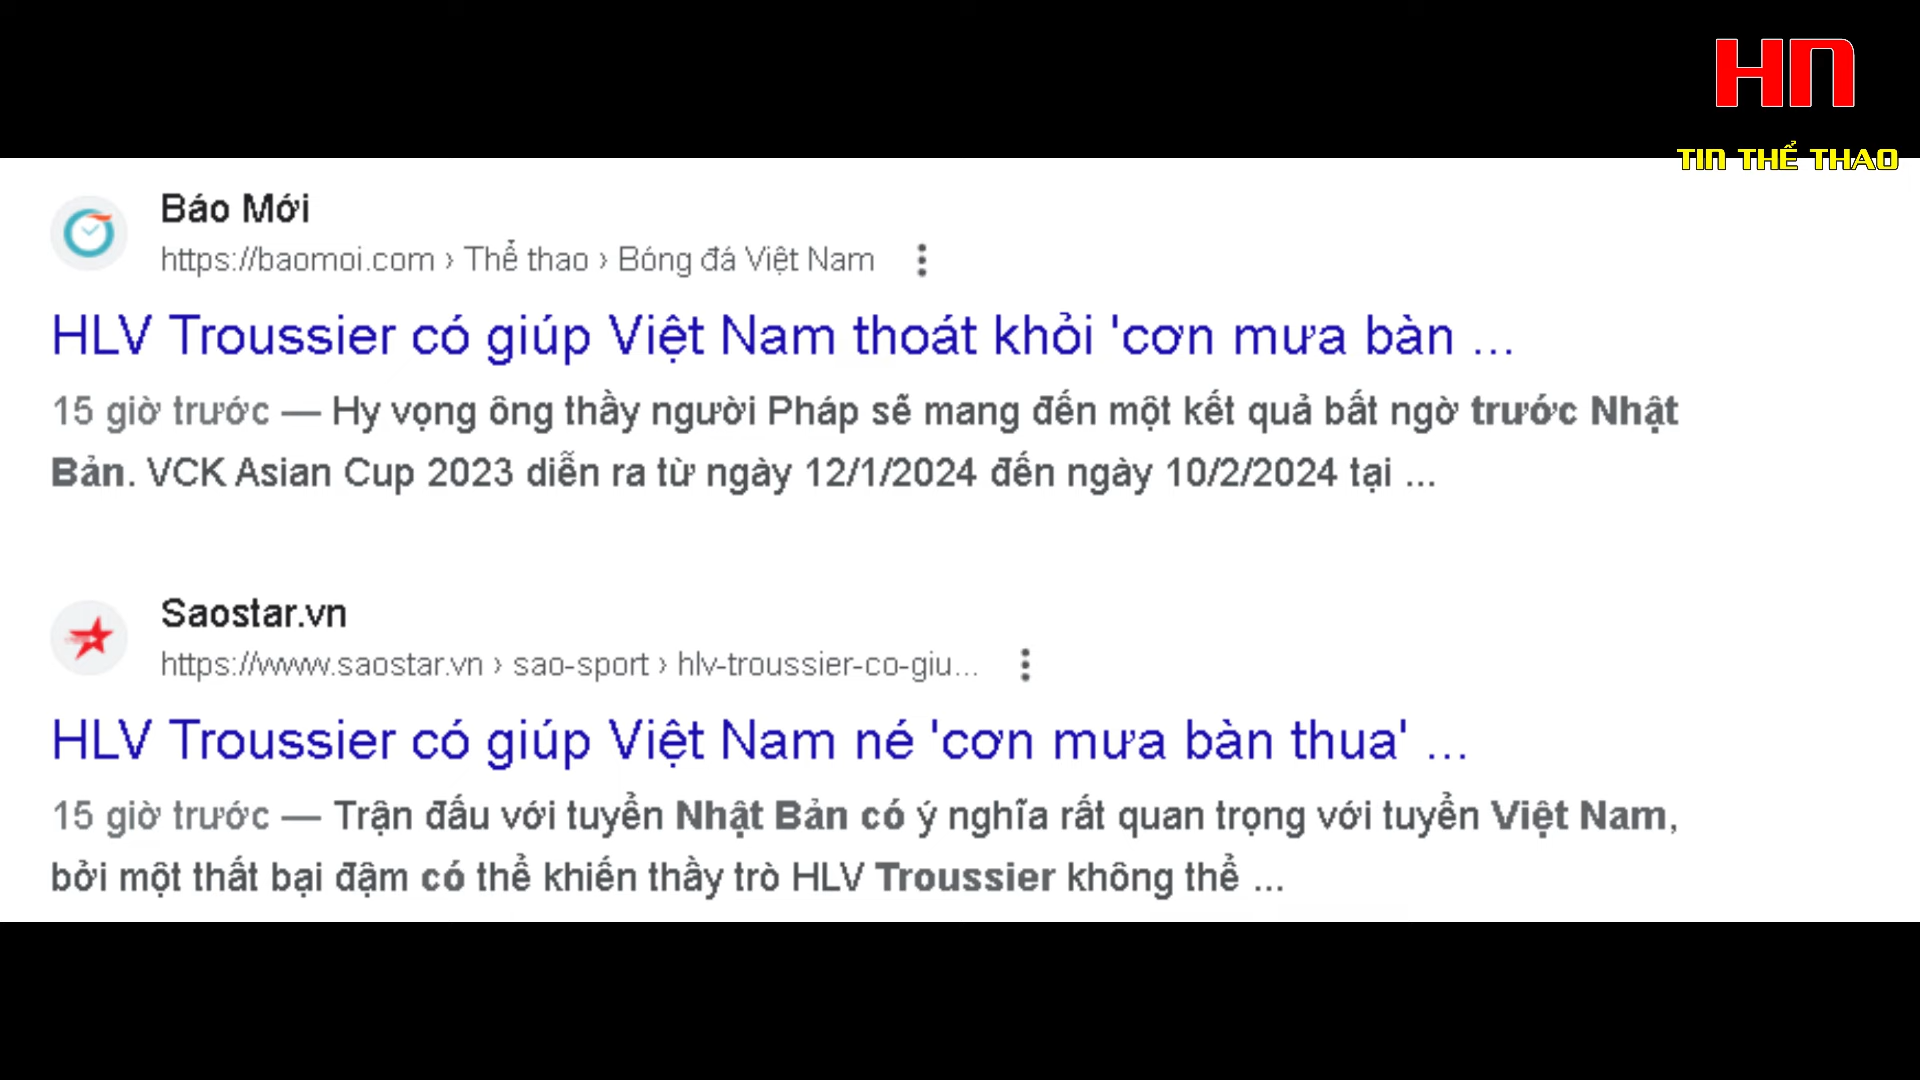 HN
TIN THỂ THAO
Báo Mới
https://baomoi.com › Thể thao › Bóng đá Việt Nam
HLV Troussier có giúp Việt Nam thoát khỏi 'cơn mưa bàn ...
15 giờ trước — Hy vọng ông thầy người Pháp sẽ mang đến một kết quả bất ngờ trước Nhật
Bản. VCK Asian Cup 2023 diễn ra từ ngày 12/1/2024 đến ngày 10/2/2024 tại ...
Saostar.vn
https://www.saostar.vn › sao-sport › hlv-troussier-co-giu...
HLV Troussier có giúp Việt Nam né 'cơn mưa bàn thua' ...
15 giờ trước — Trận đấu với tuyển Nhật Bản có ý nghĩa rất quan trọng với tuyển Việt Nam,
bởi một thất bại đậm có thể khiến thầy trò HLV Troussier không thể ...